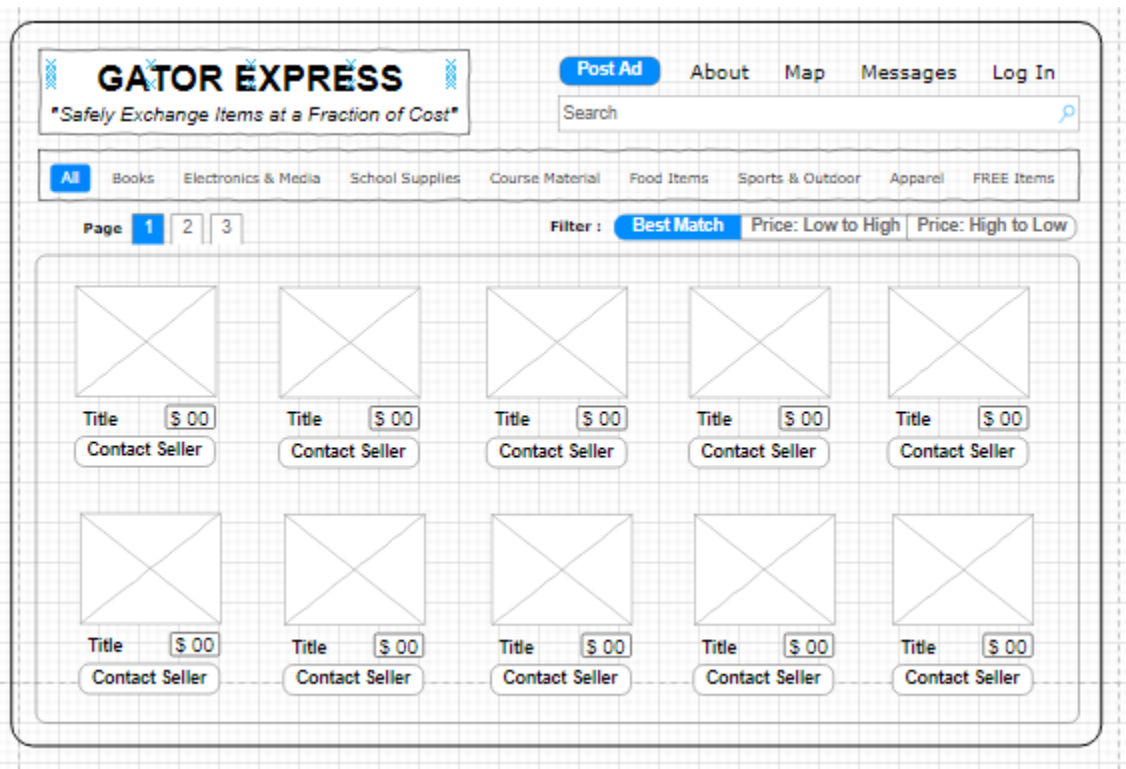 GATOR EXPRESS
"Safely Exchange Items at a Fraction of Cost"
Post Ad About Map Messages Log In
Search
All Books Electronics & Media School Supplies Course Material Food Items Sports & Outdoor Apparel FREE Items
Page 1 2 3 Filter : Best Match Price: Low to High Price: High to Low
Title $ 00 Title $ 00 Title $ 00 Title $ 00 Title $ 00
Contact Seller Contact Seller Contact Seller Contact Seller Contact Seller
Title $ 00 Title $ 00 Title $ 00 Title $ 00 Title $ 00
Contact Seller Contact Seller Contact Seller Contact Seller Contact Seller